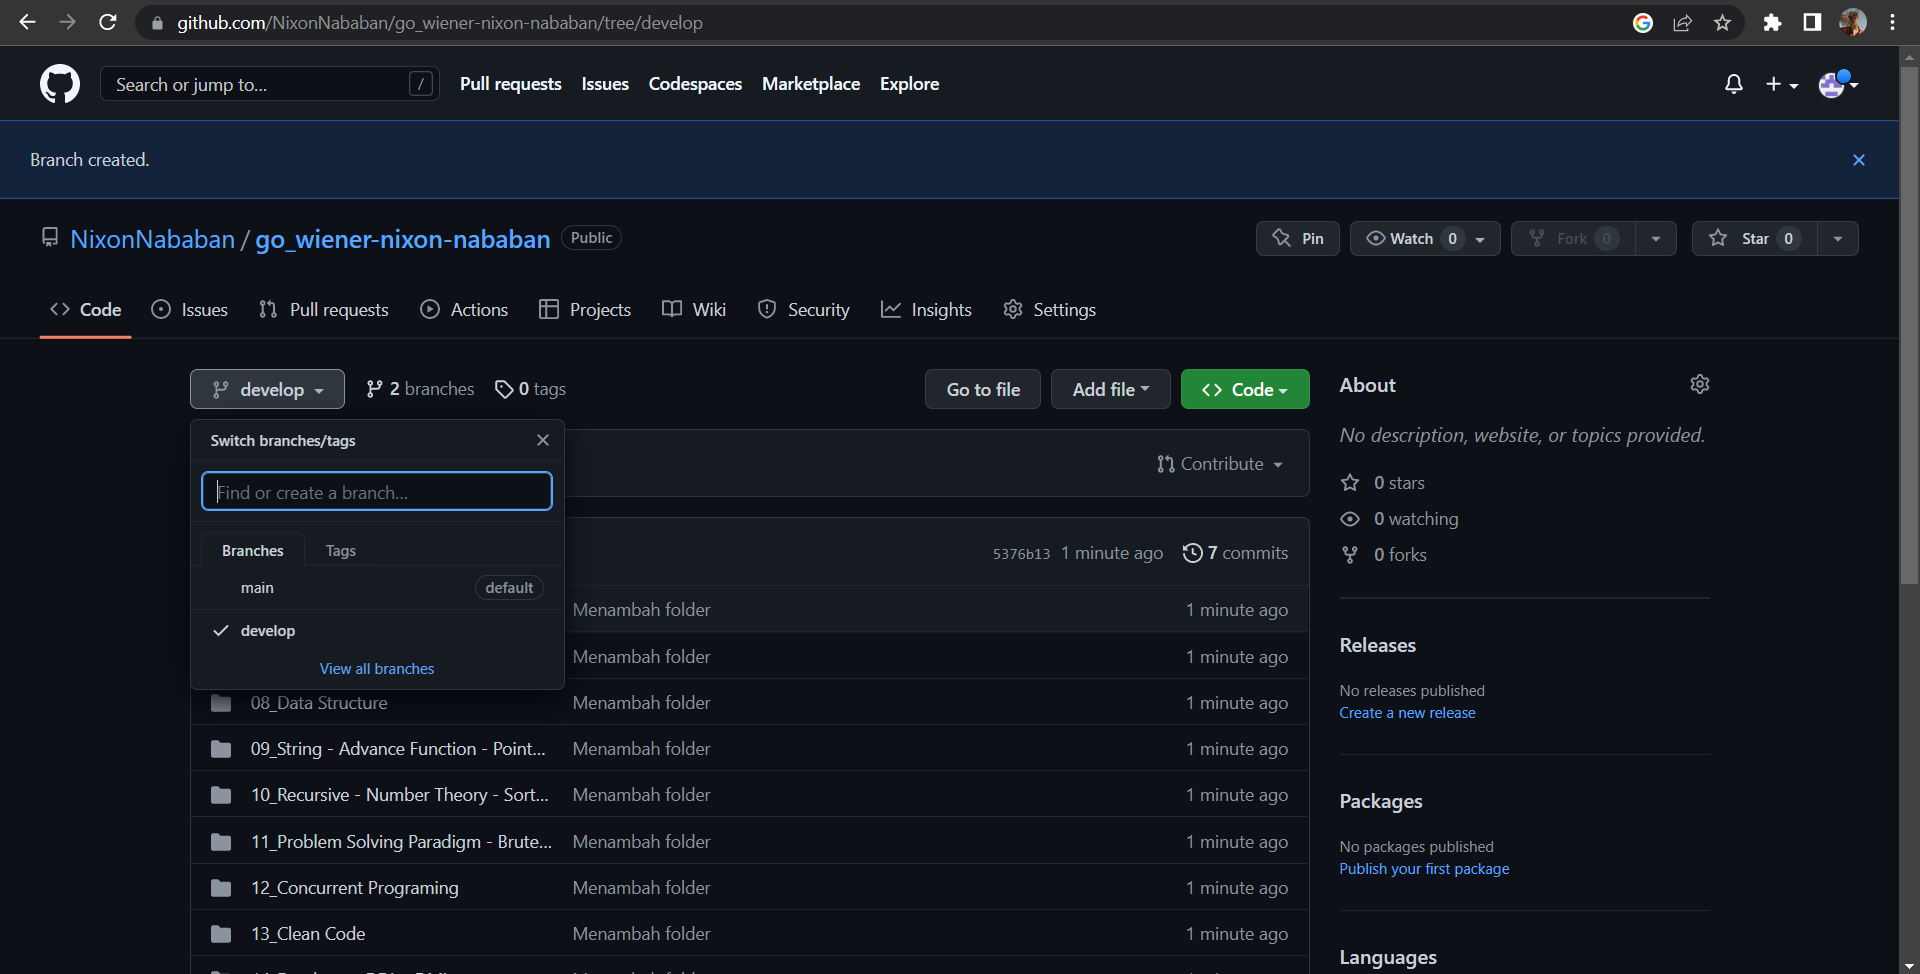 github.com/NixonNababan/go_wiener-nixon-nababan/tree/develop
Search or jump to... /
Pull requests Issues Codespaces Marketplace Explore
Branch created.
NixonNababan / go_wiener-nixon-nababan Public
Pin Watch 0 Fork 0 Star 0
Code Issues Pull requests Actions Projects Wiki Security Insights Settings
develop 2 branches 0 tags Go to file Add file Code
Switch branches/tags
Find or create a branch...
Branches Tags
main default
develop
View all branches
Contribute
5376b13 1 minute ago 7 commits
Menambah folder 1 minute ago
Menambah folder 1 minute ago
08_Data Structure Menambah folder 1 minute ago
09_String - Advance Function - Point... Menambah folder 1 minute ago
10_Recursive - Number Theory - Sort... Menambah folder 1 minute ago
11_Problem Solving Paradigm - Brute... Menambah folder 1 minute ago
12_Concurrent Programing Menambah folder 1 minute ago
13_Clean Code Menambah folder 1 minute ago
About
No description, website, or topics provided.
0 stars
0 watching
0 forks
Releases
No releases published
Create a new release
Packages
No packages published
Publish your first package
Languages